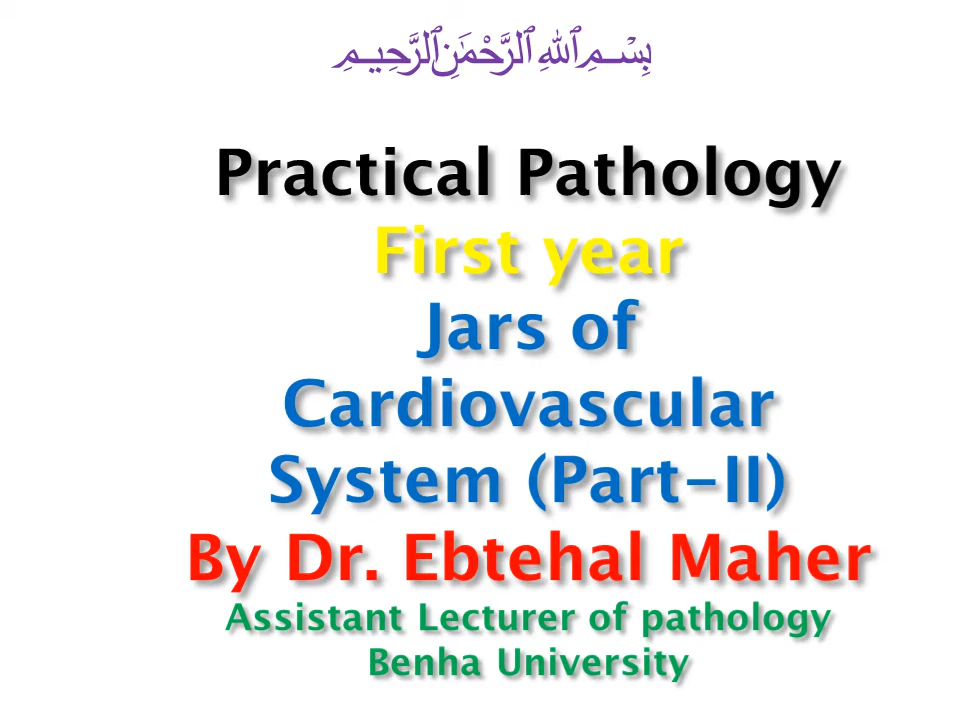 بِسْمِ ٱللَّهِ ٱلرَّحْمَٰنِ ٱلرَّحِيمِ
Practical Pathology
First year
Jars of
Cardiovascular
System (Part-II)
By Dr. Ebtehal Maher
Assistant Lecturer of pathology
Benha University